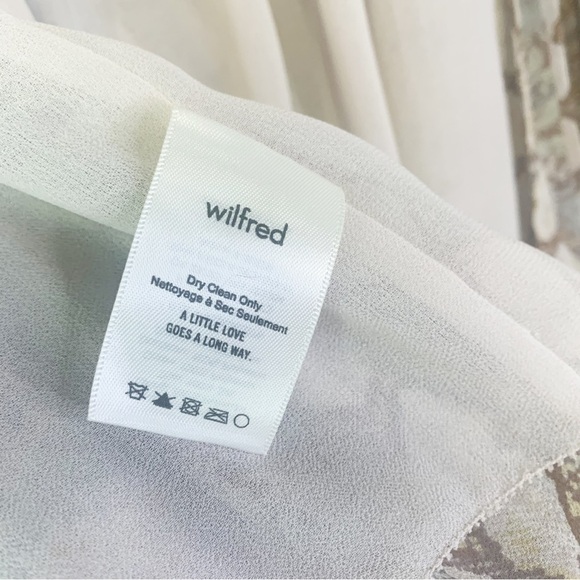 wilfred
Dry Clean Only
Nettoyage à Sec Seulement
A LITTLE LOVE
GOES A LONG WAY.